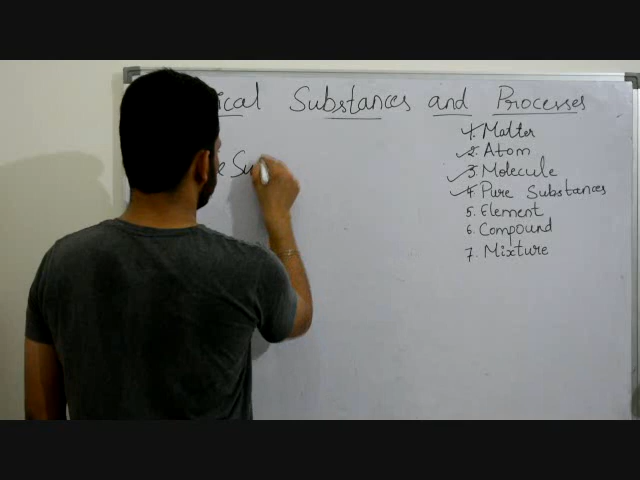 ical Substances and Processes
1. Matter
2. Atom
3. Molecule
4. Pure Substances
5. Element
6. Compound
7. Mixture
e Su